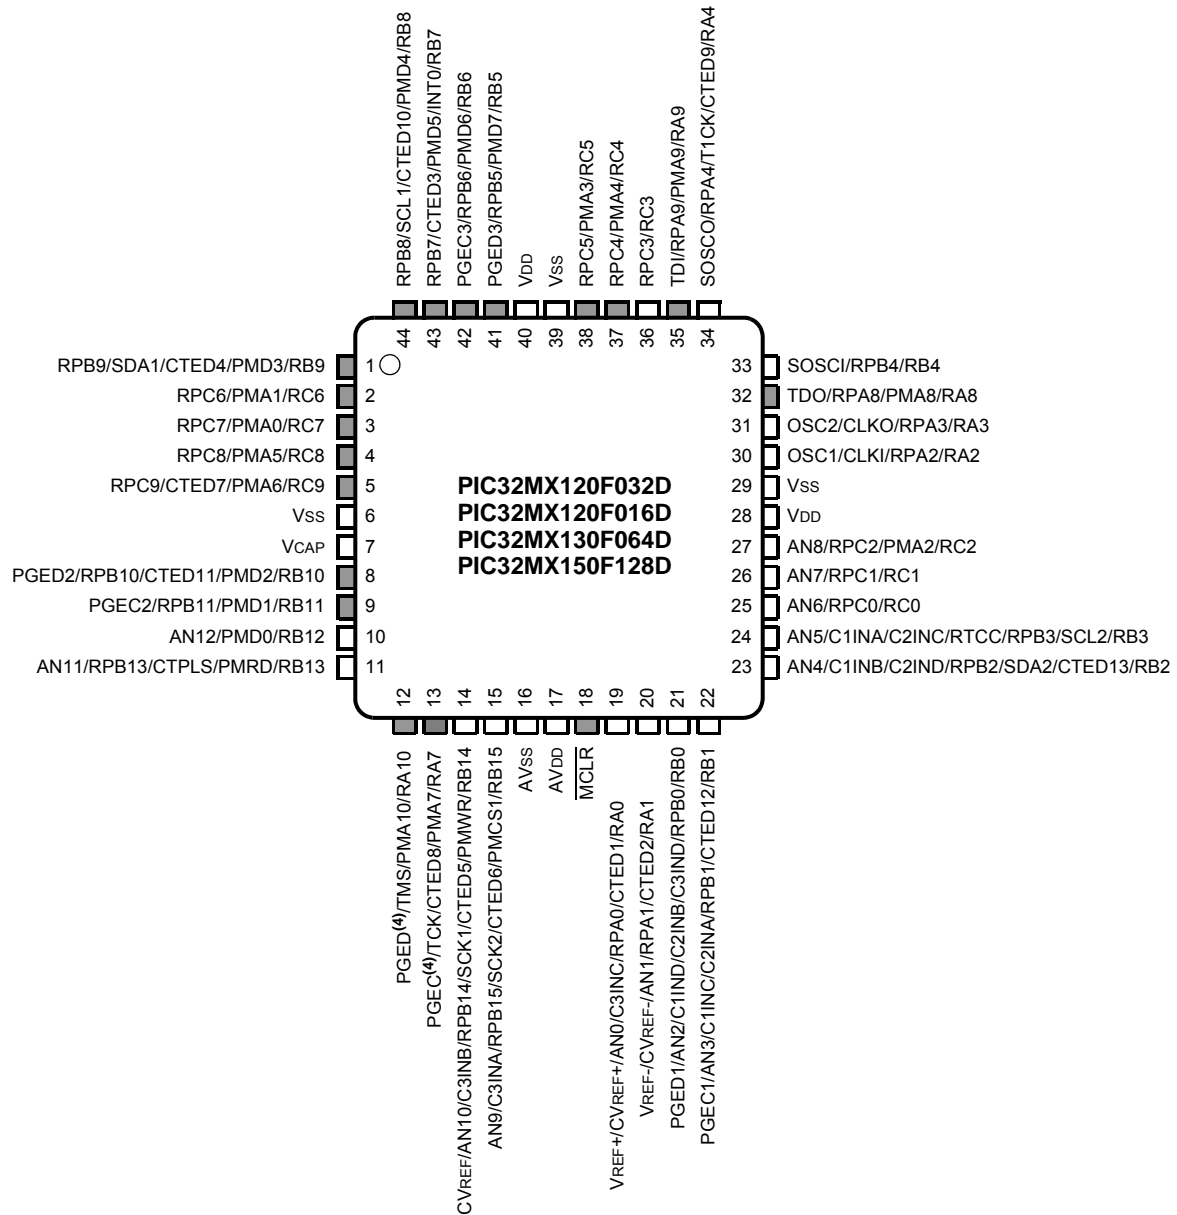 RPB8/SCL1/CTED10/PMD4/RB8
RPB7/CTED3/PMD5/INT0/RB7
PGEC3/RPB6/PMD6/RB6
PGED3/RPB5/PMD7/RB5
VDD
VSS
RPC5/PMA3/RC5
RPC4/PMA4/RC4
RPC3/RC3
TDI/RPA9/PMA9/RA9
SOSCO/RPA4/T1CK/CTED9/RA4
44 43 42 41 40 39 38 37 36 35 34
RPB9/SDA1/CTED4/PMD3/RB9 1
RPC6/PMA1/RC6 2
RPC7/PMA0/RC7 3
RPC8/PMA5/RC8 4
RPC9/CTED7/PMA6/RC9 5
VSS 6
VCAP 7
PGED2/RPB10/CTED11/PMD2/RB10 8
PGEC2/RPB11/PMD1/RB11 9
AN12/PMD0/RB12 10
AN11/RPB13/CTPLS/PMRD/RB13 11
PIC32MX120F032D
PIC32MX120F016D
PIC32MX130F064D
PIC32MX150F128D
33 SOSCI/RPB4/RB4
32 TDO/RPA8/PMA8/RA8
31 OSC2/CLKO/RPA3/RA3
30 OSC1/CLKI/RPA2/RA2
29 VSS
28 VDD
27 AN8/RPC2/PMA2/RC2
26 AN7/RPC1/RC1
25 AN6/RPC0/RC0
24 AN5/C1INA/C2INC/RTCC/RPB3/SCL2/RB3
23 AN4/C1INB/C2IND/RPB2/SDA2/CTED13/RB2
12 13 14 15 16 17 18 19 20 21 22
PGED(4)/TMS/PMA10/RA10
PGEC(4)/TCK/CTED8/PMA7/RA7
CVREF/AN10/C3INB/RPB14/SCK1/CTED5/PMWR/RB14
AN9/C3INA/RPB15/SCK2/CTED6/PMCS1/RB15
AVSS
AVDD
MCLR
VREF+/CVREF+/AN0/C3INC/RPA0/CTED1/RA0
VREF-/CVREF-/AN1/RPA1/CTED2/RA1
PGED1/AN2/C1IND/C2INB/C3IND/RPB0/RB0
PGEC1/AN3/C1INC/C2INA/RPB1/CTED12/RB1